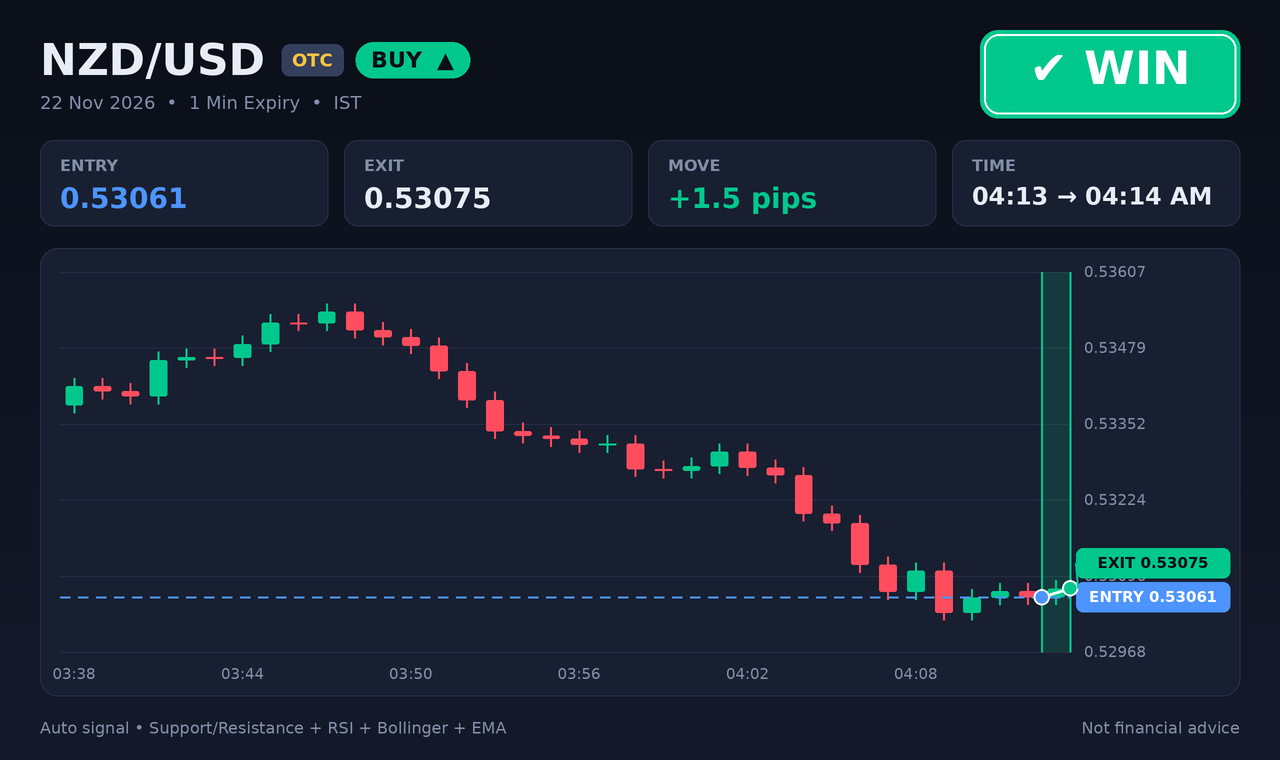 NZD/USD OTC BUY ▲
✔ WIN
22 Nov 2026 • 1 Min Expiry • IST
ENTRY
0.53061
EXIT
0.53075
MOVE
+1.5 pips
TIME
04:13 → 04:14 AM
0.53607
0.53479
0.53352
0.53224
EXIT 0.53075
ENTRY 0.53061
0.52968
03:38 03:44 03:50 03:56 04:02 04:08
Auto signal • Support/Resistance + RSI + Bollinger + EMA
Not financial advice